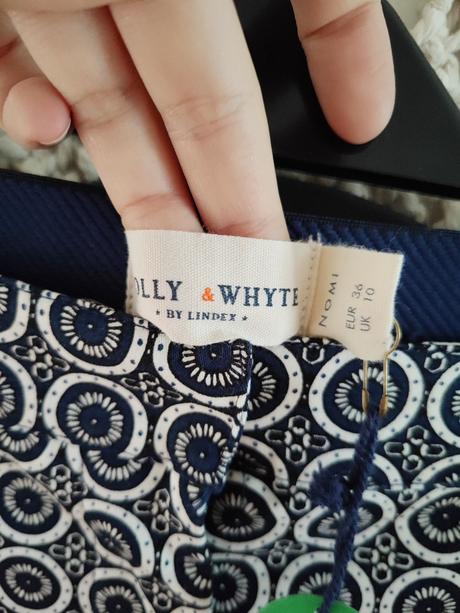 OLLY & WHYTE
* BY LINDEX *
NOMI
EUR 36
UK 10